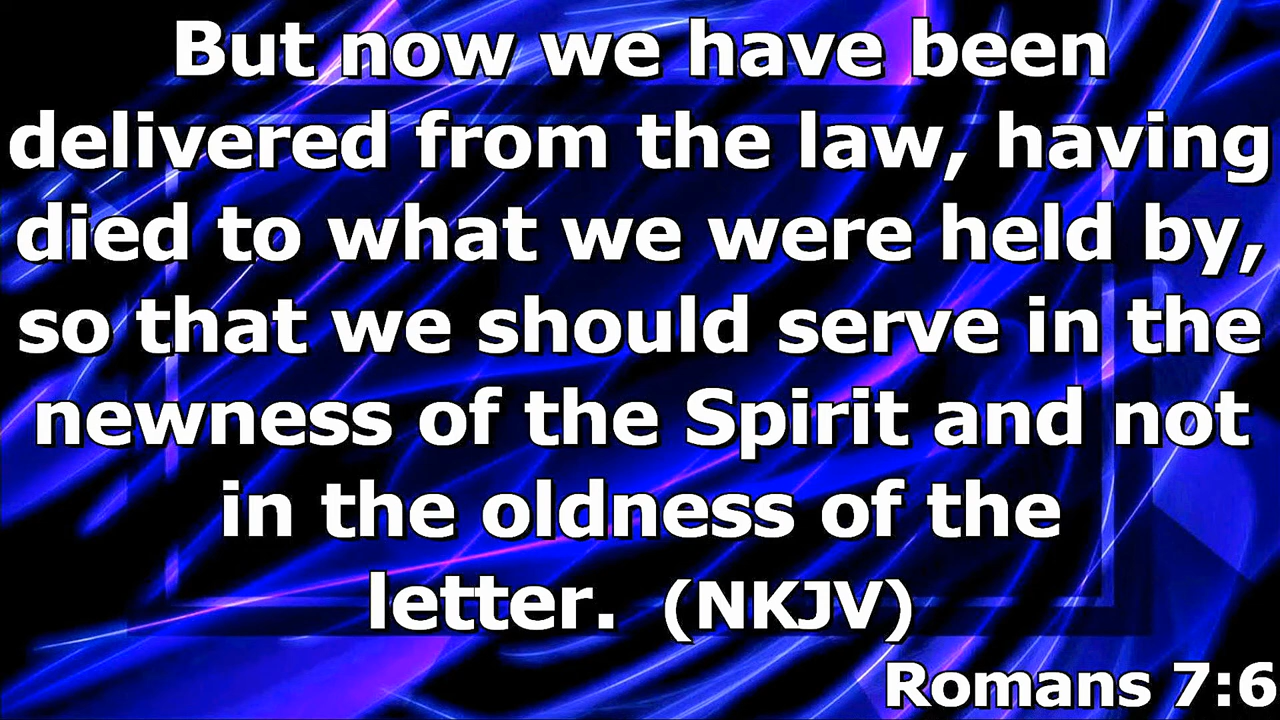 But now we have been
delivered from the law, having
died to what we were held by,
so that we should serve in the
newness of the Spirit and not
in the oldness of the
letter. (NKJV)
Romans 7:6